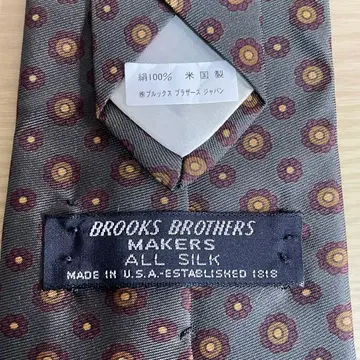 絹100% 米国製
㈱ブルックス ブラザーズ ジャパン
BROOKS BROTHERS
MAKERS
ALL SILK
MADE IN U.S.A.-ESTABLISHED 1818